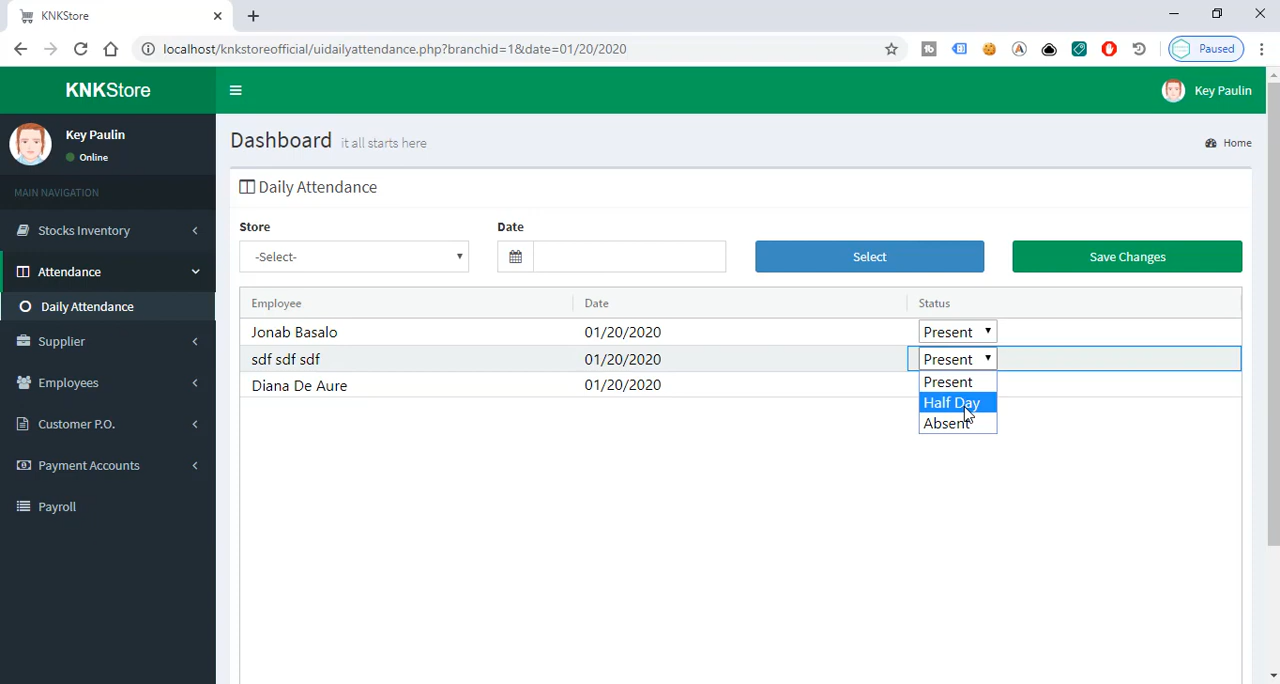 KNKStore
localhost/knkstoreofficial/uidailyattendance.php?branchid=1&date=01/20/2020
Paused
KNKStore
Key Paulin
Key Paulin
Online
MAIN NAVIGATION
Stocks Inventory
Attendance
Daily Attendance
Supplier
Employees
Customer P.O.
Payment Accounts
Payroll
Dashboard it all starts here
Home
Daily Attendance
Store Date
-Select- Select Save Changes
Employee Date Status
Jonab Basalo 01/20/2020 Present
sdf sdf sdf 01/20/2020 Present
Diana De Aure 01/20/2020
Present
Half Day
Absent